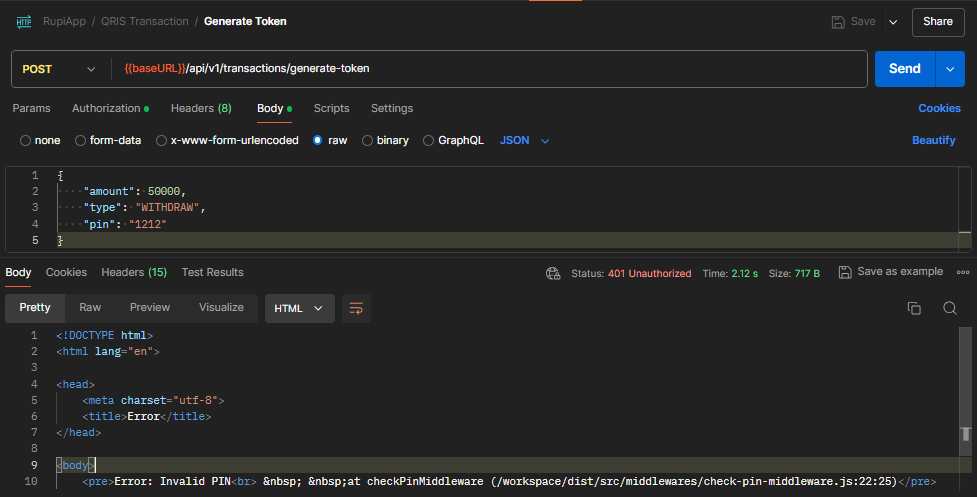 HTTP RupiApp / QRIS Transaction / Generate Token Save Share
POST {{baseURL}}/api/v1/transactions/generate-token Send
Params Authorization Headers (8) Body Scripts Settings Cookies
none form-data x-www-form-urlencoded raw binary GraphQL JSON Beautify
1 {
2 "amount": 50000,
3 "type": "WITHDRAW",
4 "pin": "1212"
5 }
Body Cookies Headers (15) Test Results Status: 401 Unauthorized Time: 2.12 s Size: 717 B Save as example
Pretty Raw Preview Visualize HTML
1 <!DOCTYPE html>
2 <html lang="en">
3
4 <head>
5 <meta charset="utf-8">
6 <title>Error</title>
7 </head>
8
9 <body>
10 <pre>Error: Invalid PIN<br> &nbsp; &nbsp;at checkPinMiddleware (/workspace/dist/src/middlewares/check-pin-middleware.js:22:25)</pre>